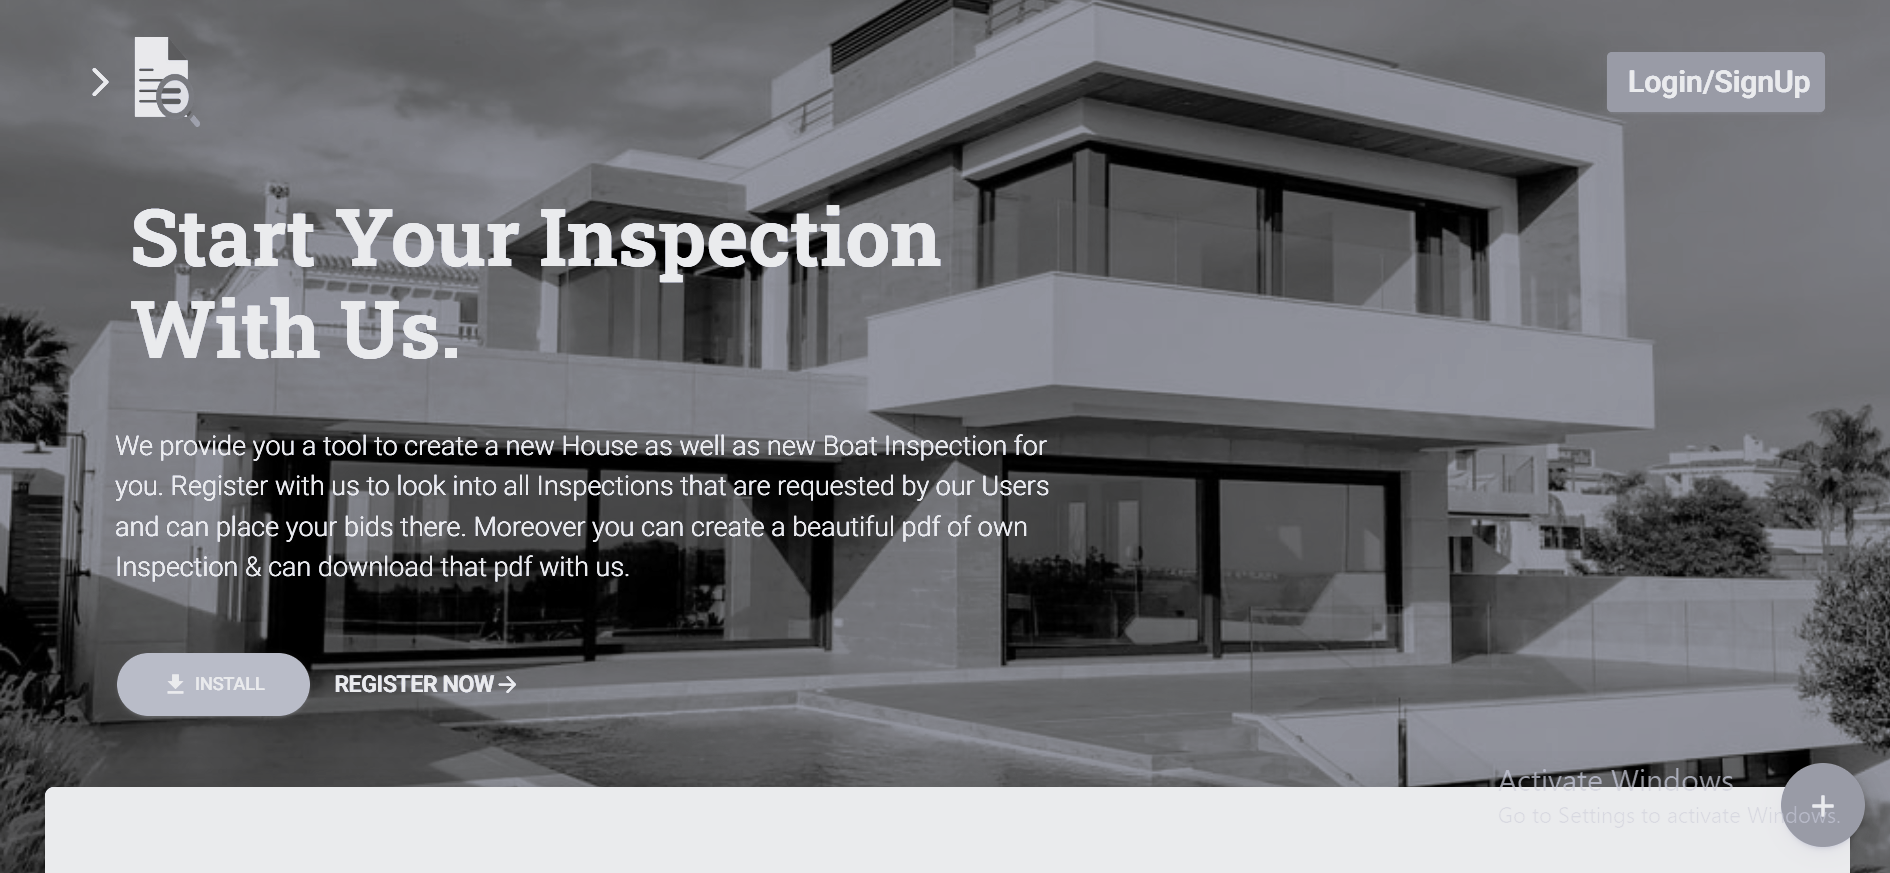 Login/SignUp
Start Your Inspection
With Us.
We provide you a tool to create a new House as well as new Boat Inspection for
you. Register with us to look into all Inspections that are requested by our Users
and can place your bids there. Moreover you can create a beautiful pdf of own
Inspection & can download that pdf with us.
INSTALL
REGISTER NOW
Activate Windows
Go to Settings to activate Windows.